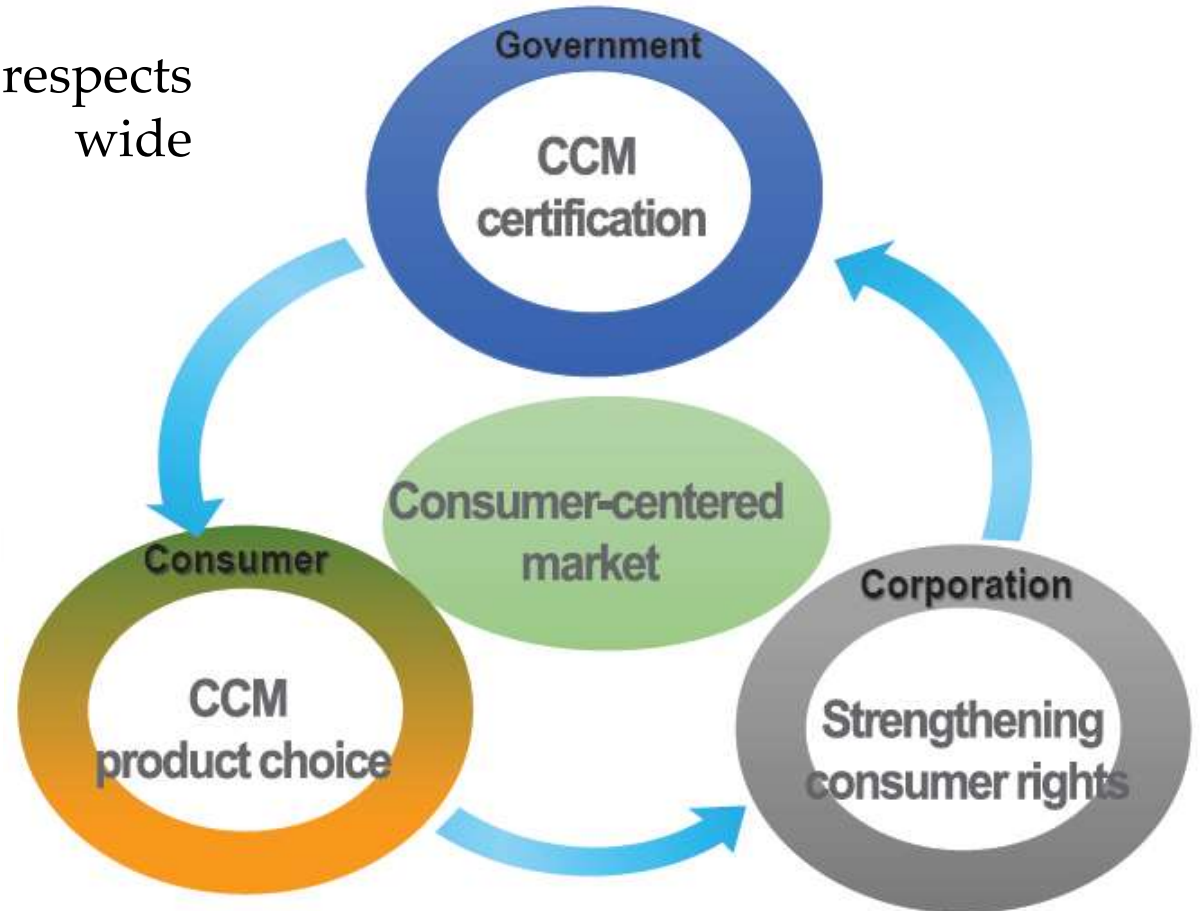 respects
wide
Government
CCM
certification
Consumer-centered
market
Consumer
CCM
product choice
Corporation
Strengthening
consumer rights